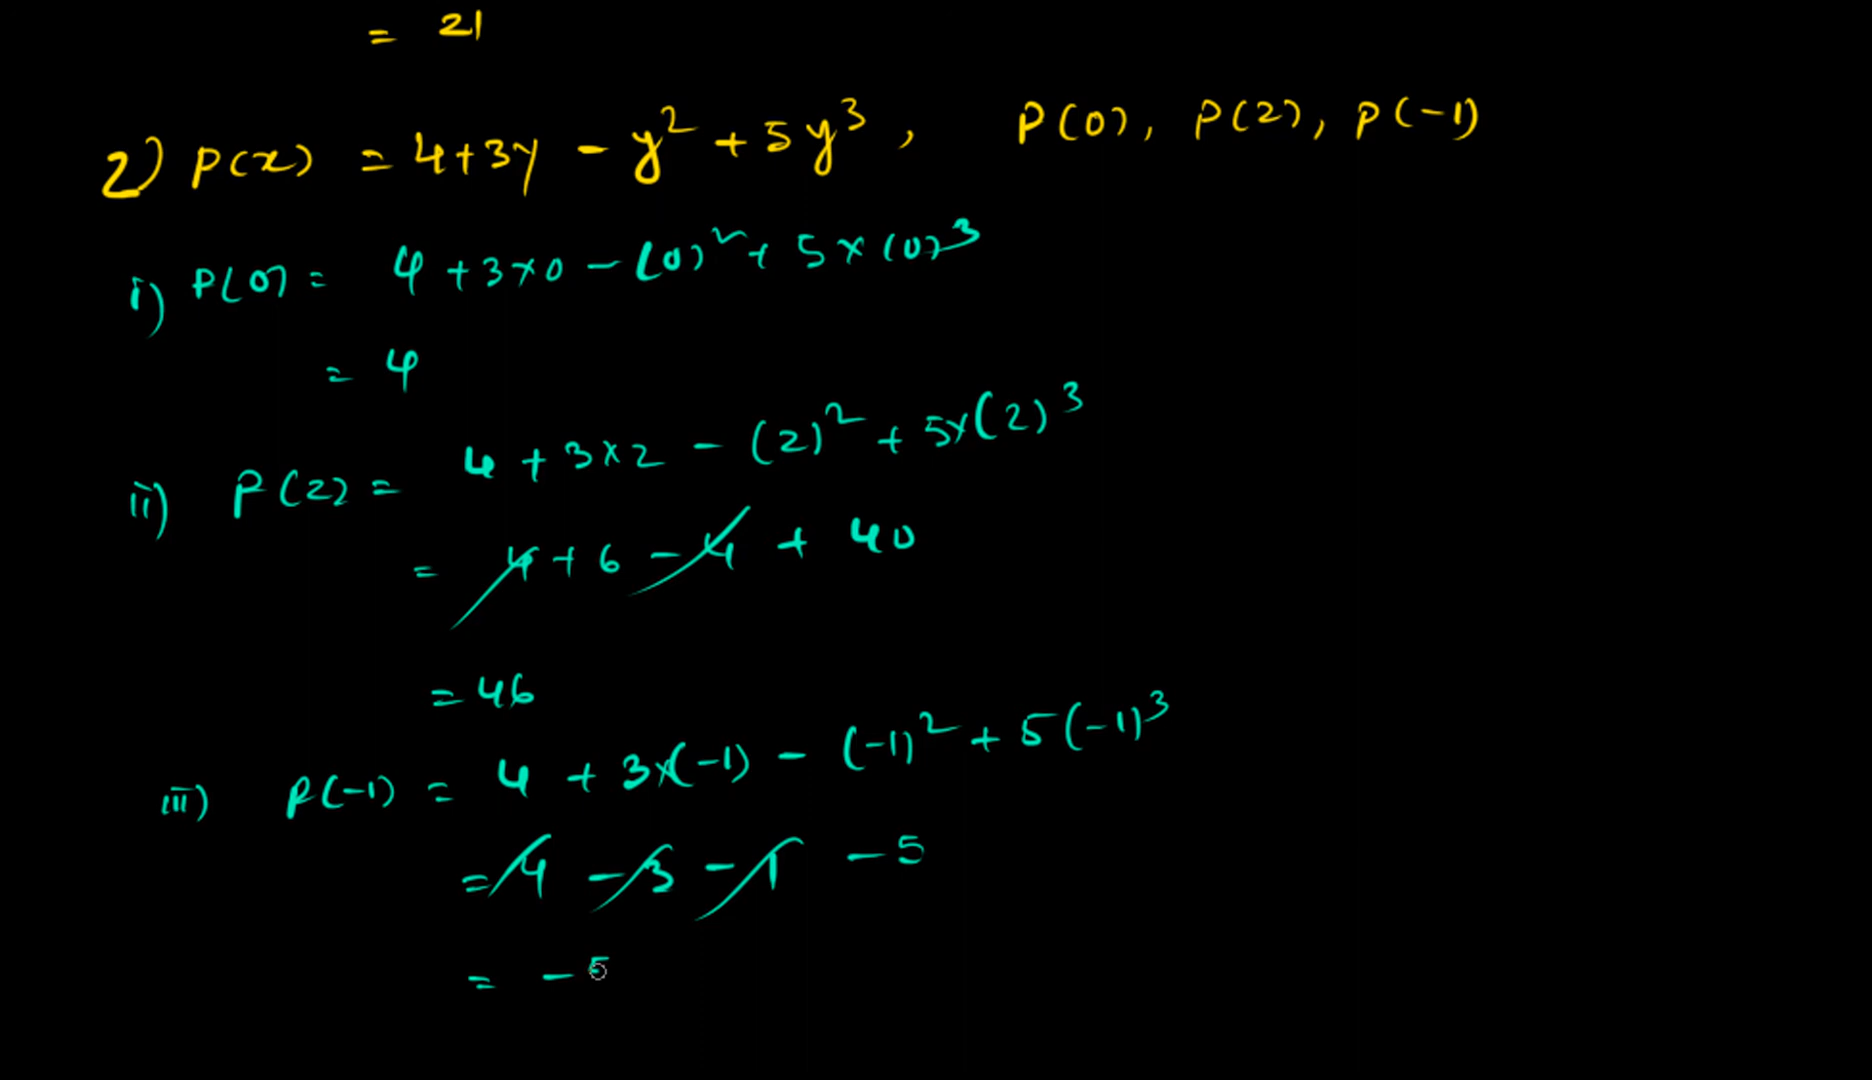 = 21
2) P(x) = 4+3y - y² + 5y³, P(0), P(2), P(-1)
i) P(0) = 4 + 3×0 - (0)² + 5×(0)³
= 4
ii) P(2) = 4 + 3×2 - (2)² + 5×(2)³
= 4 + 6 - 4 + 40
= 46
iii) P(-1) = 4 + 3×(-1) - (-1)² + 5(-1)³
= 4 - 3 - 1 - 5
= - 5